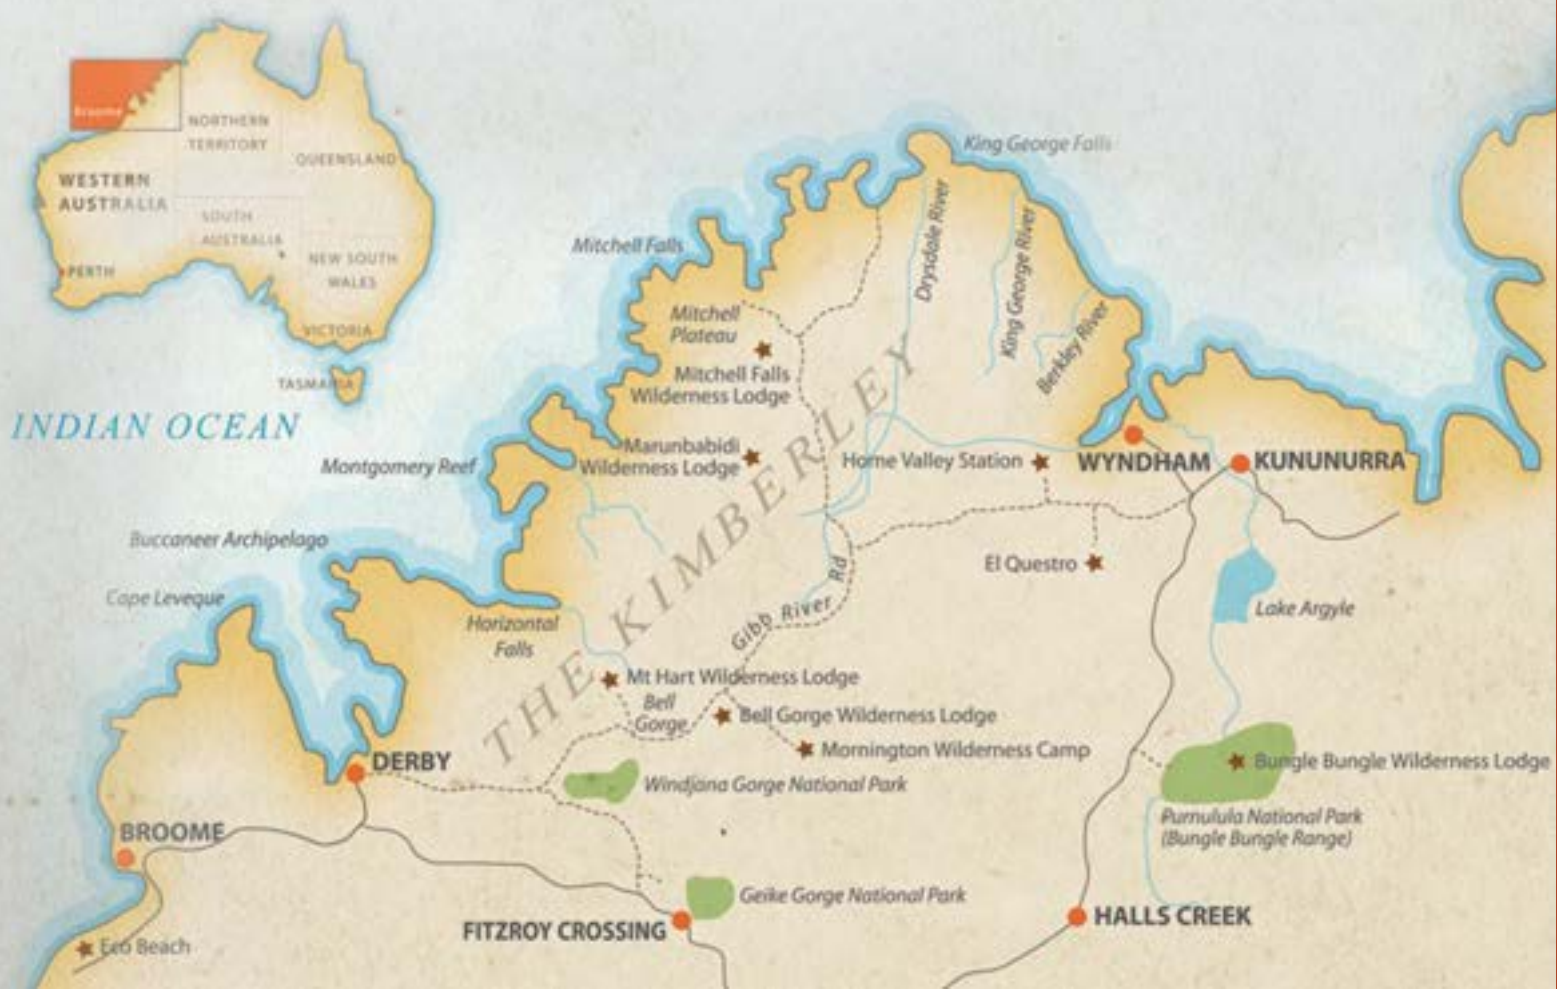 Broome
NORTHERN
TERRITORY
QUEENSLAND
WESTERN
AUSTRALIA
SOUTH
AUSTRALIA
NEW SOUTH
WALES
PERTH
VICTORIA
TASMANIA
INDIAN OCEAN
King George Falls
Mitchell Falls
Drysdale River
King George River
Berkley River
Mitchell
Plateau
Mitchell Falls
Wilderness Lodge
Marunbabidi
Wilderness Lodge
Montgomery Reef
Home Valley Station
WYNDHAM
KUNUNURRA
THE KIMBERLEY
Buccaneer Archipelago
Cape Leveque
El Questro
Lake Argyle
Horizontal
Falls
Gibb River Rd
Mt Hart Wilderness Lodge
Bell
Gorge
Bell Gorge Wilderness Lodge
Mornington Wilderness Camp
DERBY
Windjana Gorge National Park
Bungle Bungle Wilderness Lodge
Purnulula National Park
(Bungle Bungle Range)
BROOME
Geike Gorge National Park
FITZROY CROSSING
HALLS CREEK
Eco Beach